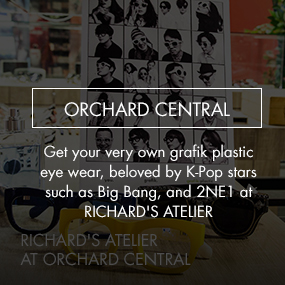 ORCHARD CENTRAL
Get your very own grafik plastic
eye wear, beloved by K-Pop stars
such as Big Bang, and 2NE1 at
RICHARD'S ATELIER
RICHARD'S ATELIER
AT ORCHARD CENTRAL